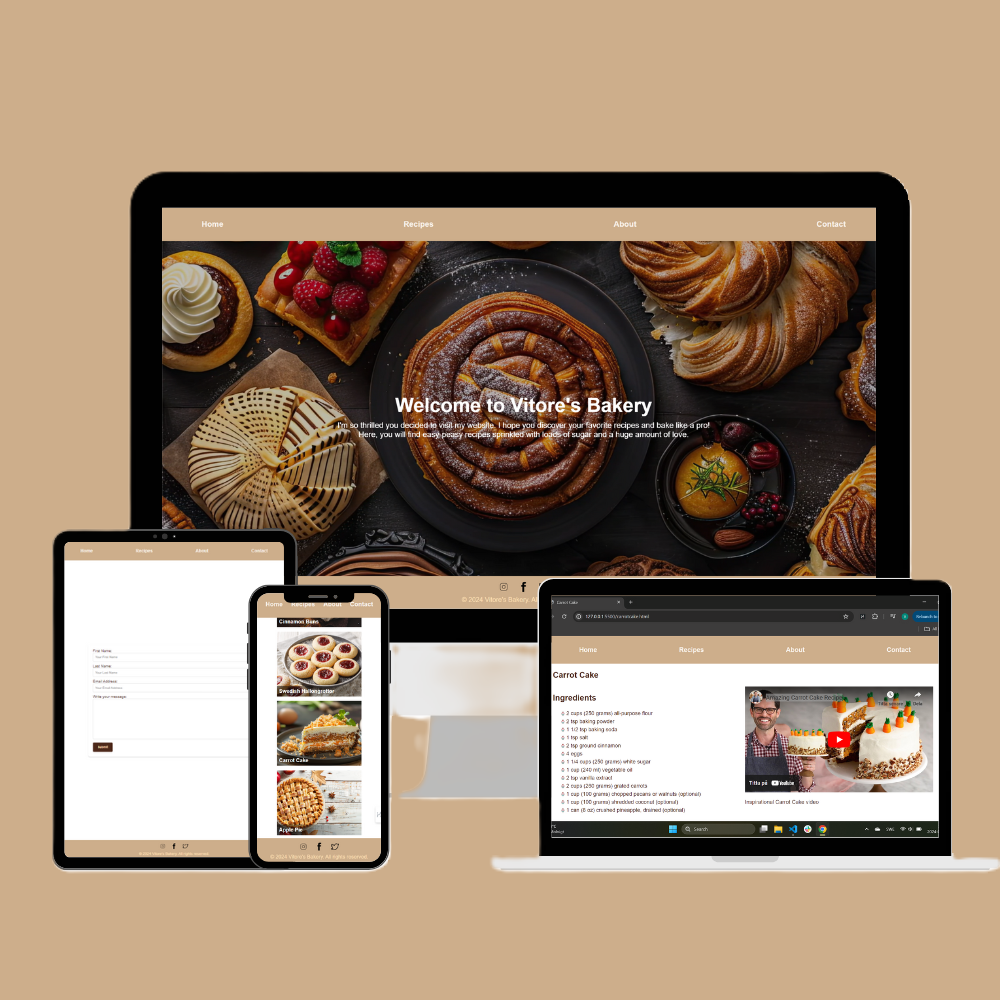 Home Recipes About Contact
Welcome to Vitore's Bakery
I'm so thrilled you decided to visit my website. I hope you discover your favorite recipes and bake like a pro!
Here, you will find easy-peasy recipes sprinkled with loads of sugar and a huge amount of love.
© 2024 Vitore's Bakery. All
Home Recipes About Contact
First Name:
Your First Name
Last Name:
Your Last Name
Email Address:
Your Email Address
Write your message:
Submit
© 2024 Vitore's Bakery. All rights reserved.
Home Recipes About Contact
Cinnamon Buns
Swedish Hallongrottor
Carrot Cake
Apple Pie
© 2024 Vitore's Bakery. All rights reserved.
Carrot Cake
Home Recipes About Contact
Carrot Cake
Ingredients
2 cups (250 grams) all-purpose flour
2 tsp baking powder
1 1/2 tsp baking soda
1 tsp salt
2 tsp ground cinnamon
4 eggs
1 1/4 cups (250 grams) white sugar
1 cup (240 ml) vegetable oil
2 tsp vanilla extract
2 cups (250 grams) grated carrots
1 cup (100 grams) chopped pecans or walnuts (optional)
1 cup (100 grams) shredded coconut (optional)
1 can (8 oz) crushed pineapple, drained (optional)
Amazing Carrot Cake Recipe
Titta senare Dela
Titta på YouTube
Inspirational Carrot Cake video
Search